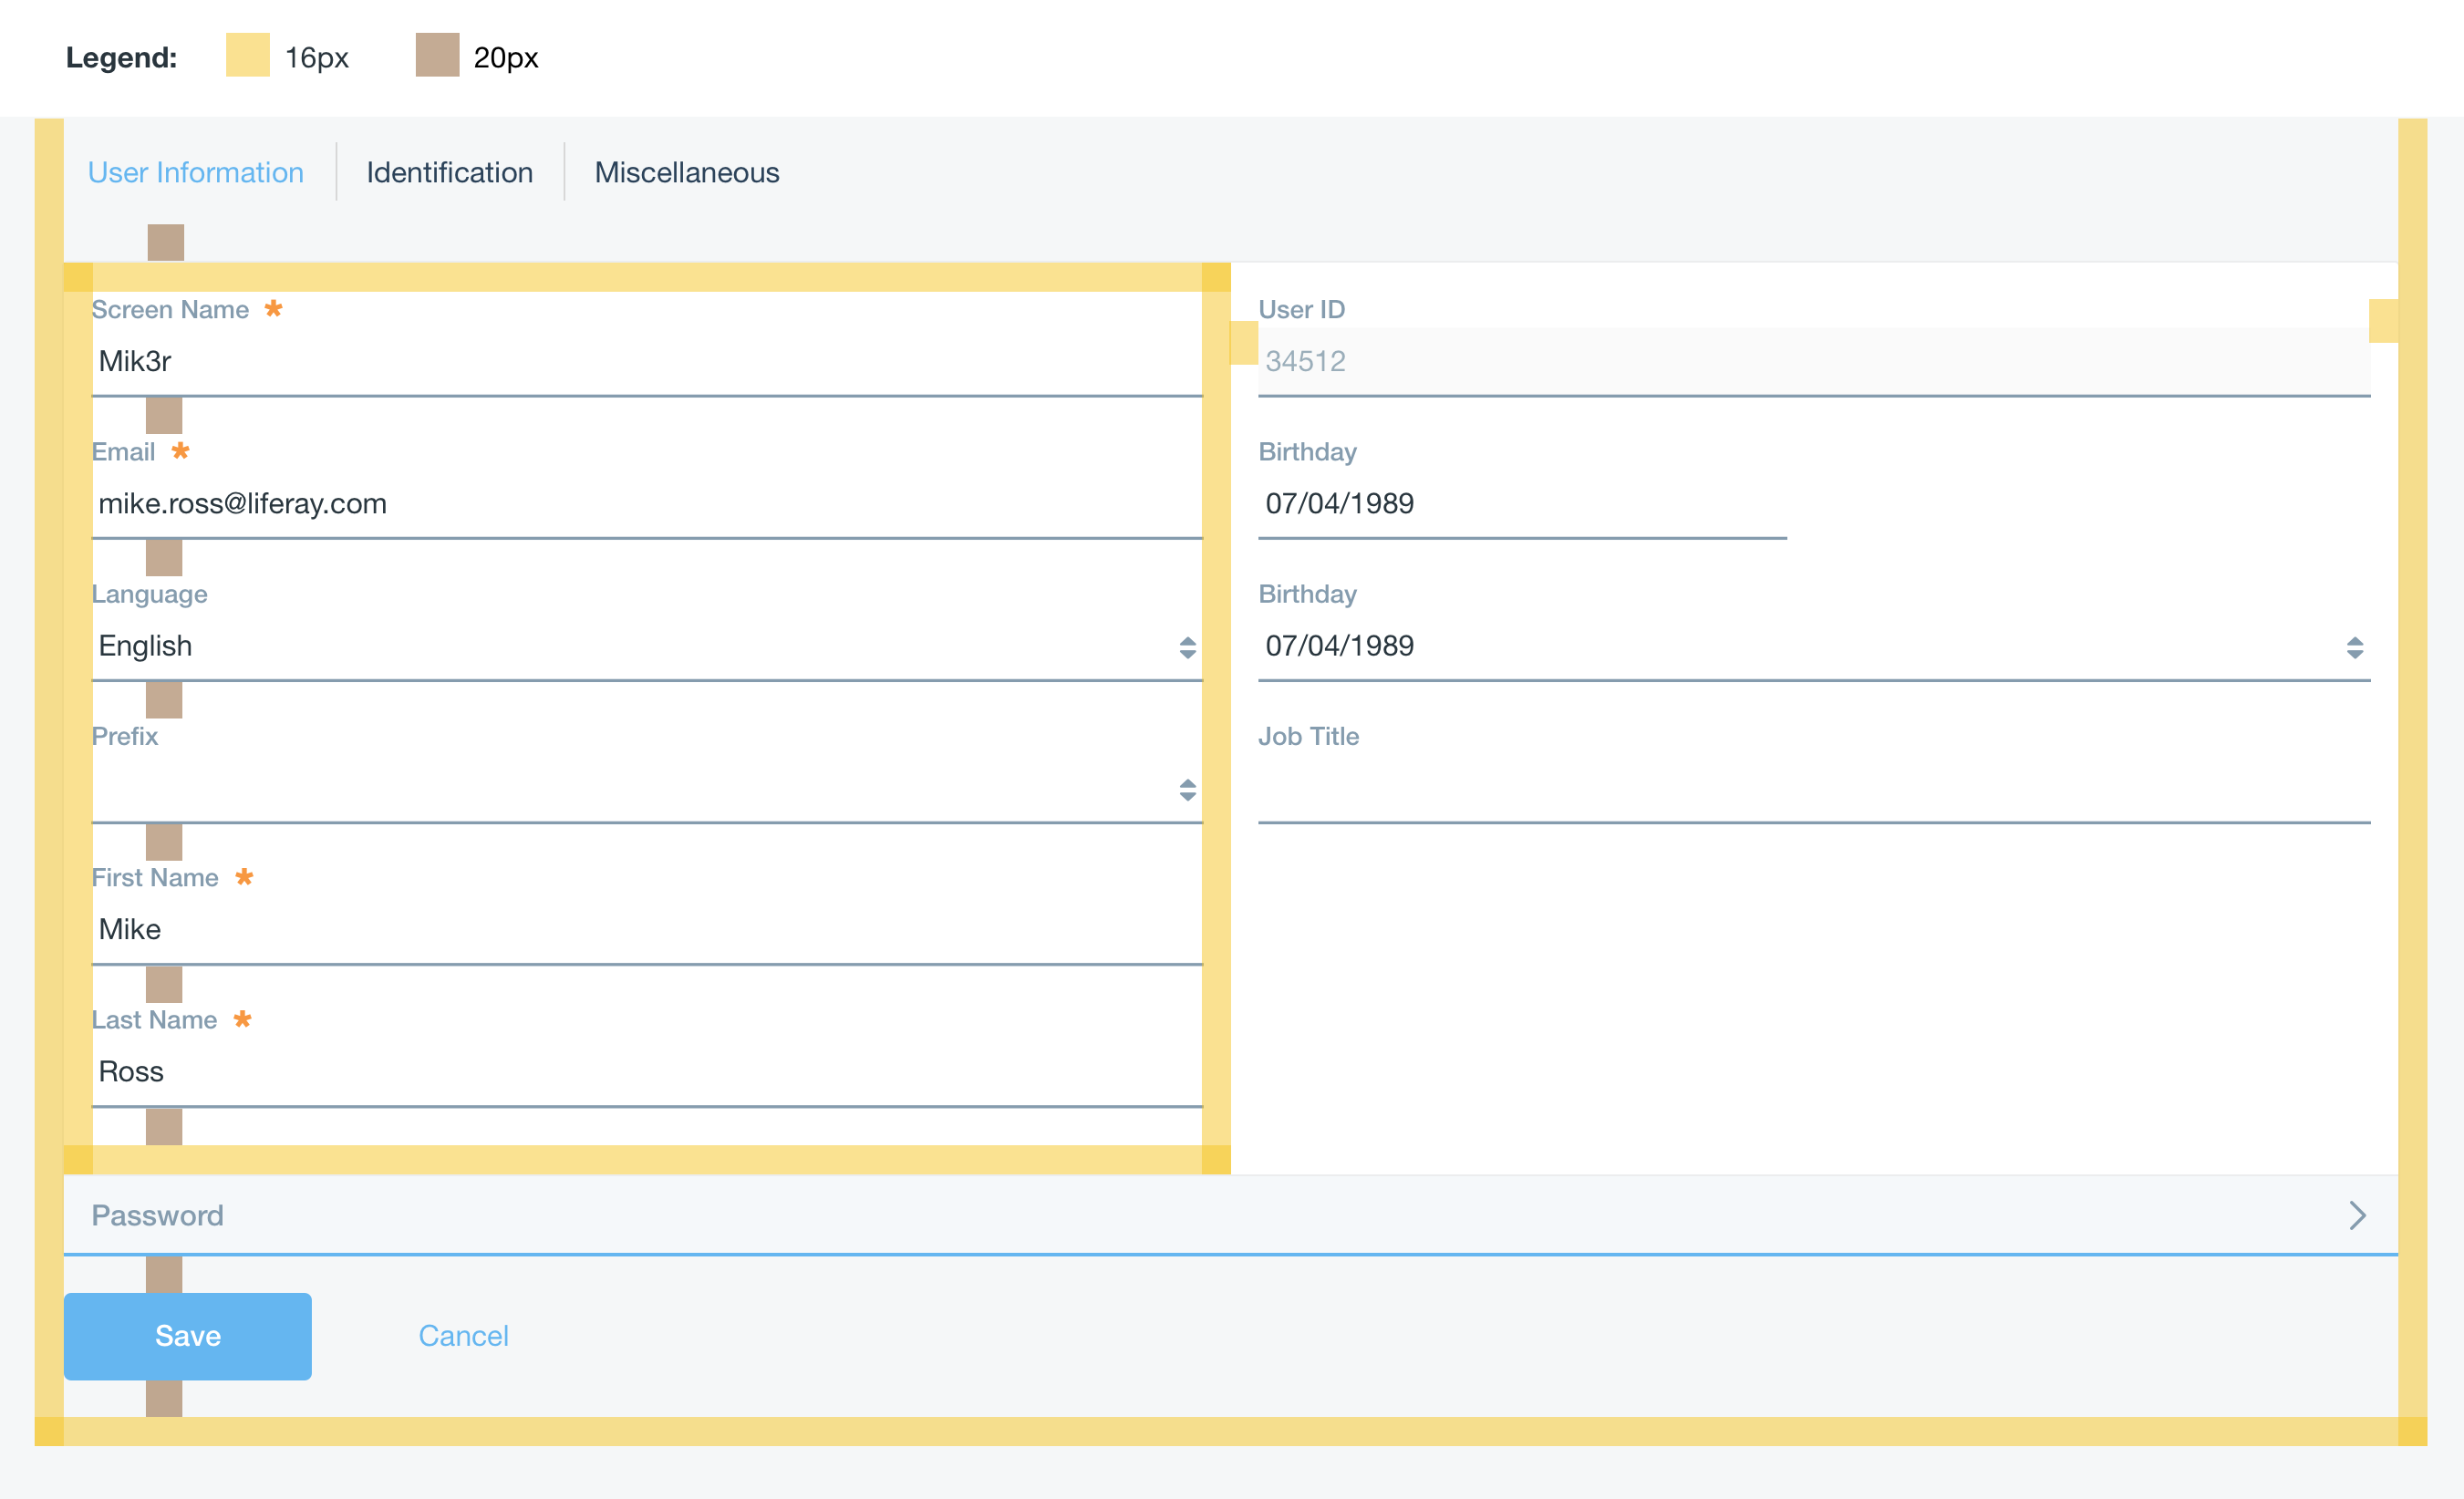 Legend: 16px 20px
User Information Identification Miscellaneous
Screen Name *
Mik3r
Email *
mike.ross@liferay.com
Language
English
Prefix
First Name *
Mike
Last Name *
Ross
User ID
34512
Birthday
07/04/1989
Birthday
07/04/1989
Job Title
Password
Save Cancel